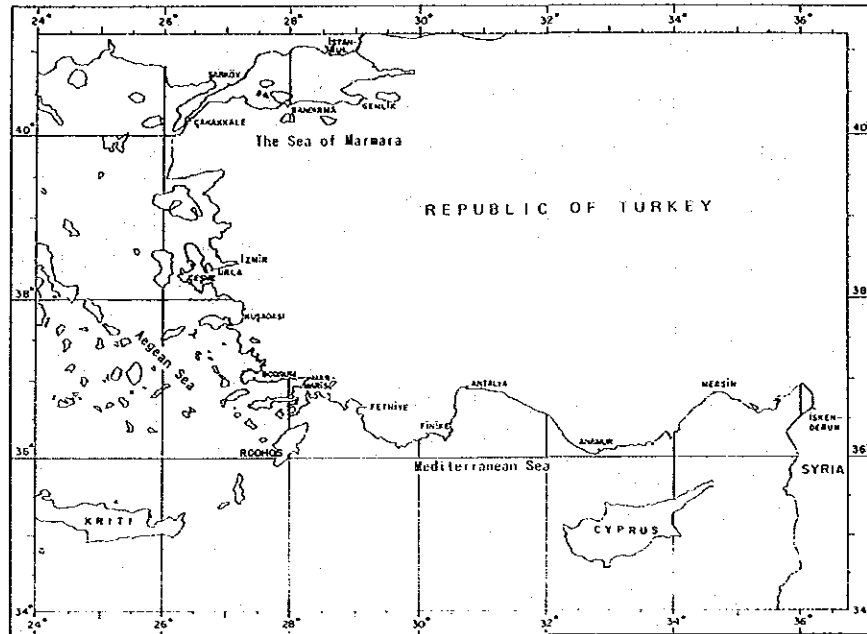 24° 26° 28° 30° 32° 34° 36°
İSTAN-
BUL
ŞARKÖY
BANDIRMA
GEMLİK
ÇANAKKALE
40° 40°
The Sea of Marmara
REPUBLIC OF TURKEY
İZMİR
URLA
ÇEŞME
38° 38
KUŞADASI
Aegean Sea
BODRUM
MAR
MARİS
FETHİYE
ANTALYA
FİNİKE
MERSİN
ANAMUR
İSKEN-
DERUN
RODHOS
36° 36°
Mediterranean Sea
SYRIA
KRITI
CYPRUS
34° 34°
24° 26° 28° 30° 32° 34° 36°